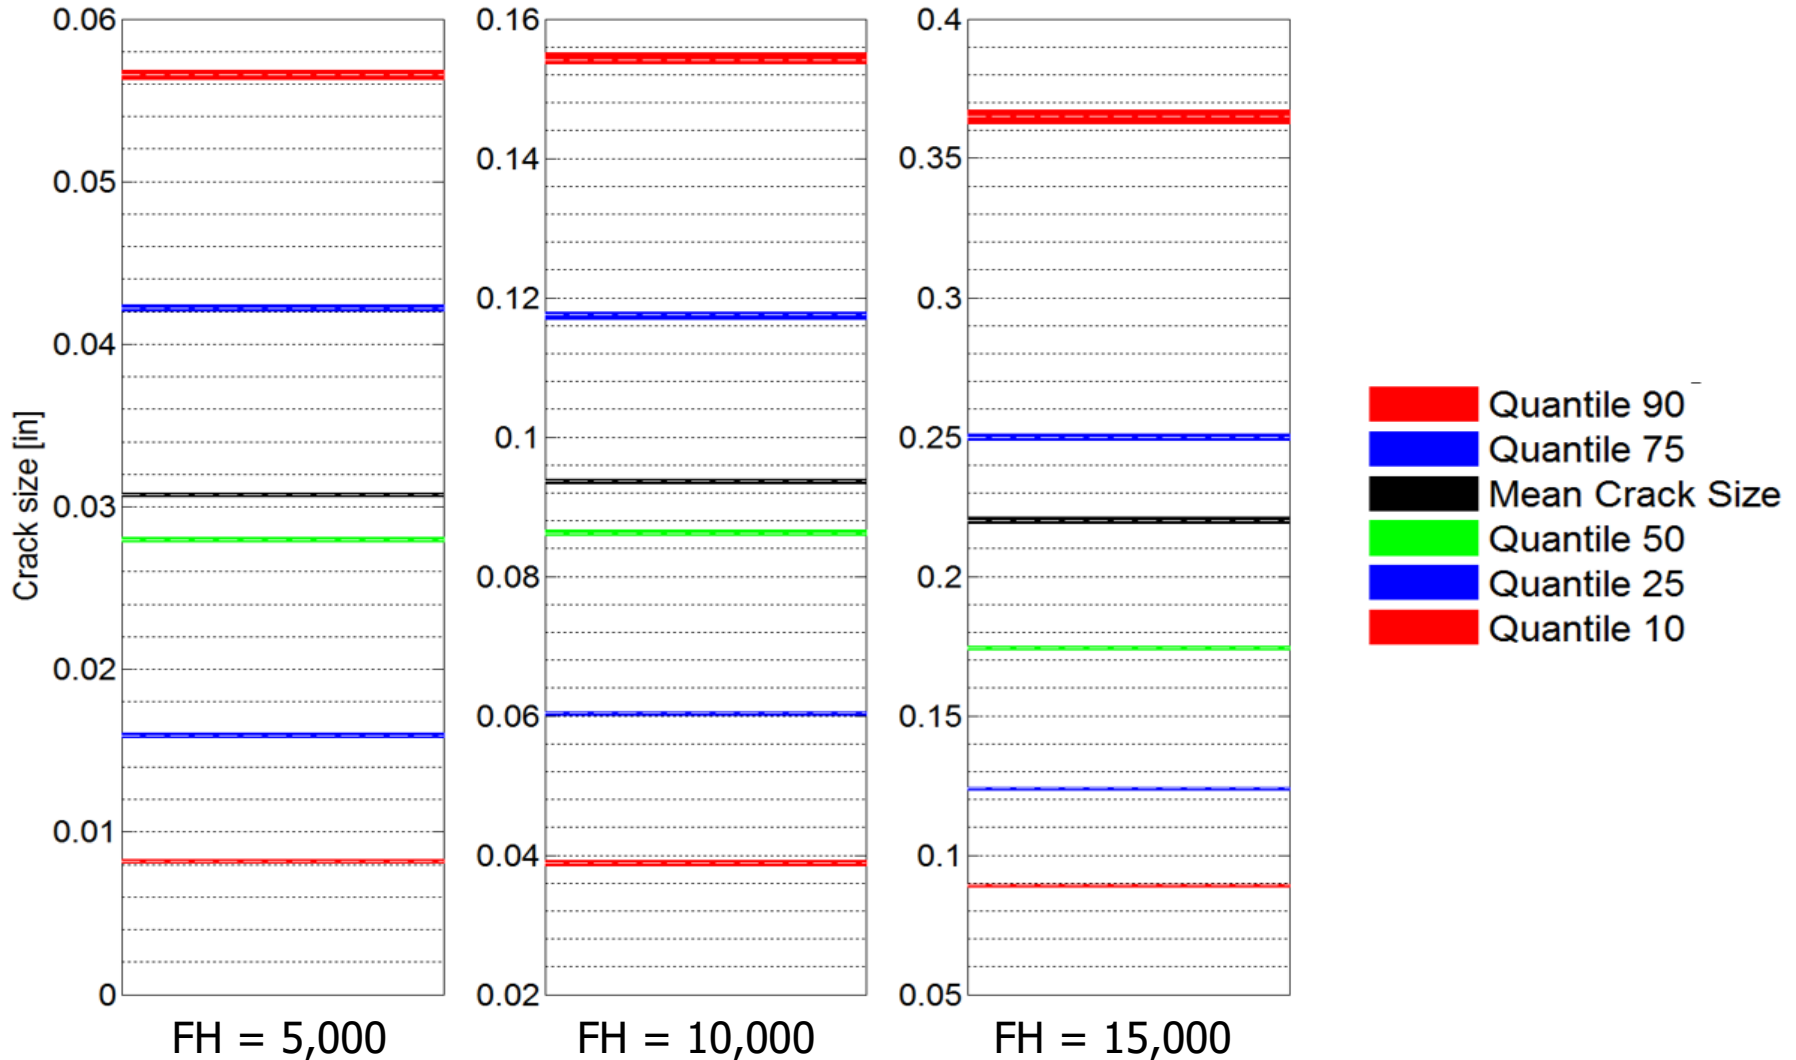 Crack size [in]
0.06
0.05
0.04
0.03
0.02
0.01
0
FH = 5,000
0.16
0.14
0.12
0.1
0.08
0.06
0.04
0.02
FH = 10,000
0.4
0.35
0.3
0.25
0.2
0.15
0.1
0.05
FH = 15,000
Quantile 90
Quantile 75
Mean Crack Size
Quantile 50
Quantile 25
Quantile 10